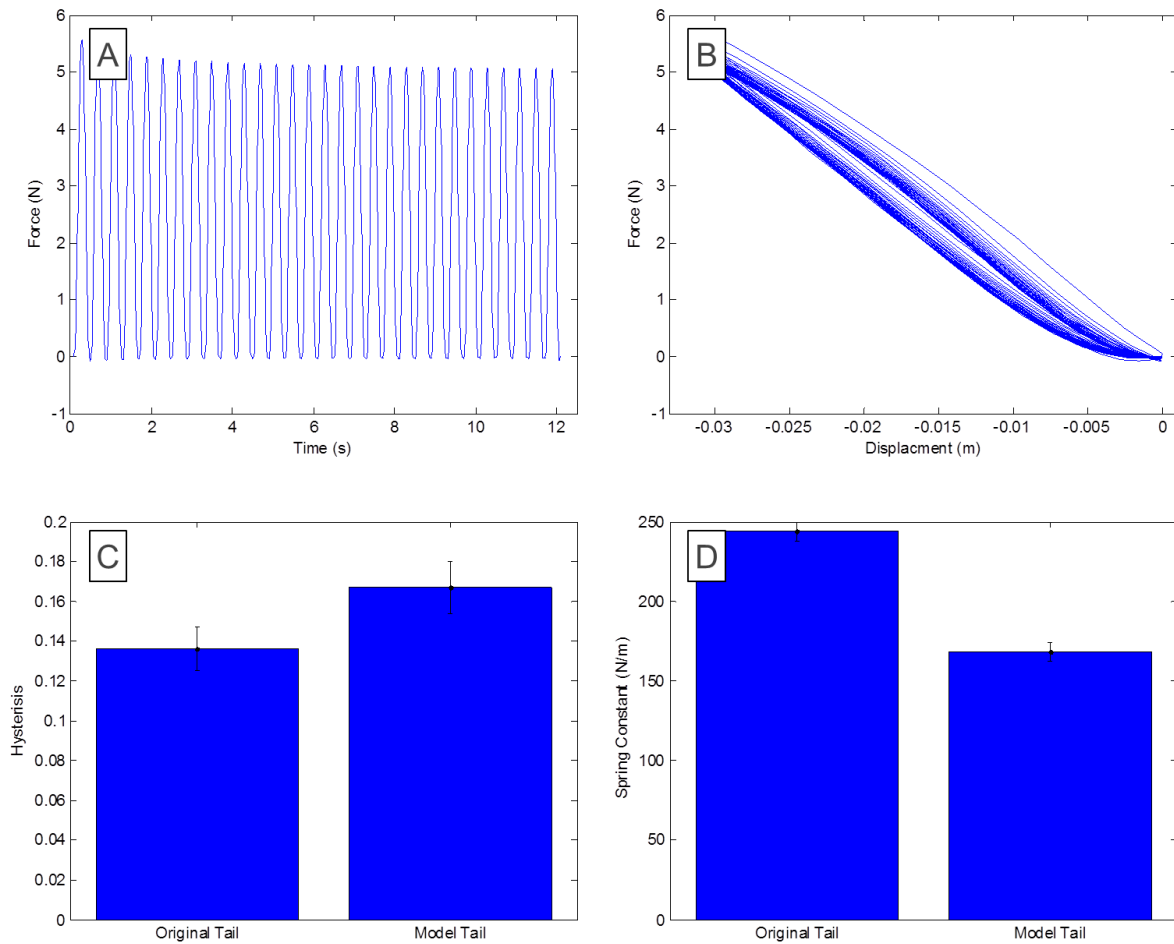 A
6
5
4
3
2
1
0
-1
Force (N)
0 2 4 6 8 10 12
Time (s)
B
6
5
4
3
2
1
0
-1
Force (N)
-0.03 -0.025 -0.02 -0.015 -0.01 -0.005 0
Displacment (m)
C
0.2
0.18
0.16
0.14
0.12
0.1
0.08
0.06
0.04
0.02
0
Hysterisis
Original Tail Model Tail
D
250
200
150
100
50
0
Spring Constant (N/m)
Original Tail Model Tail